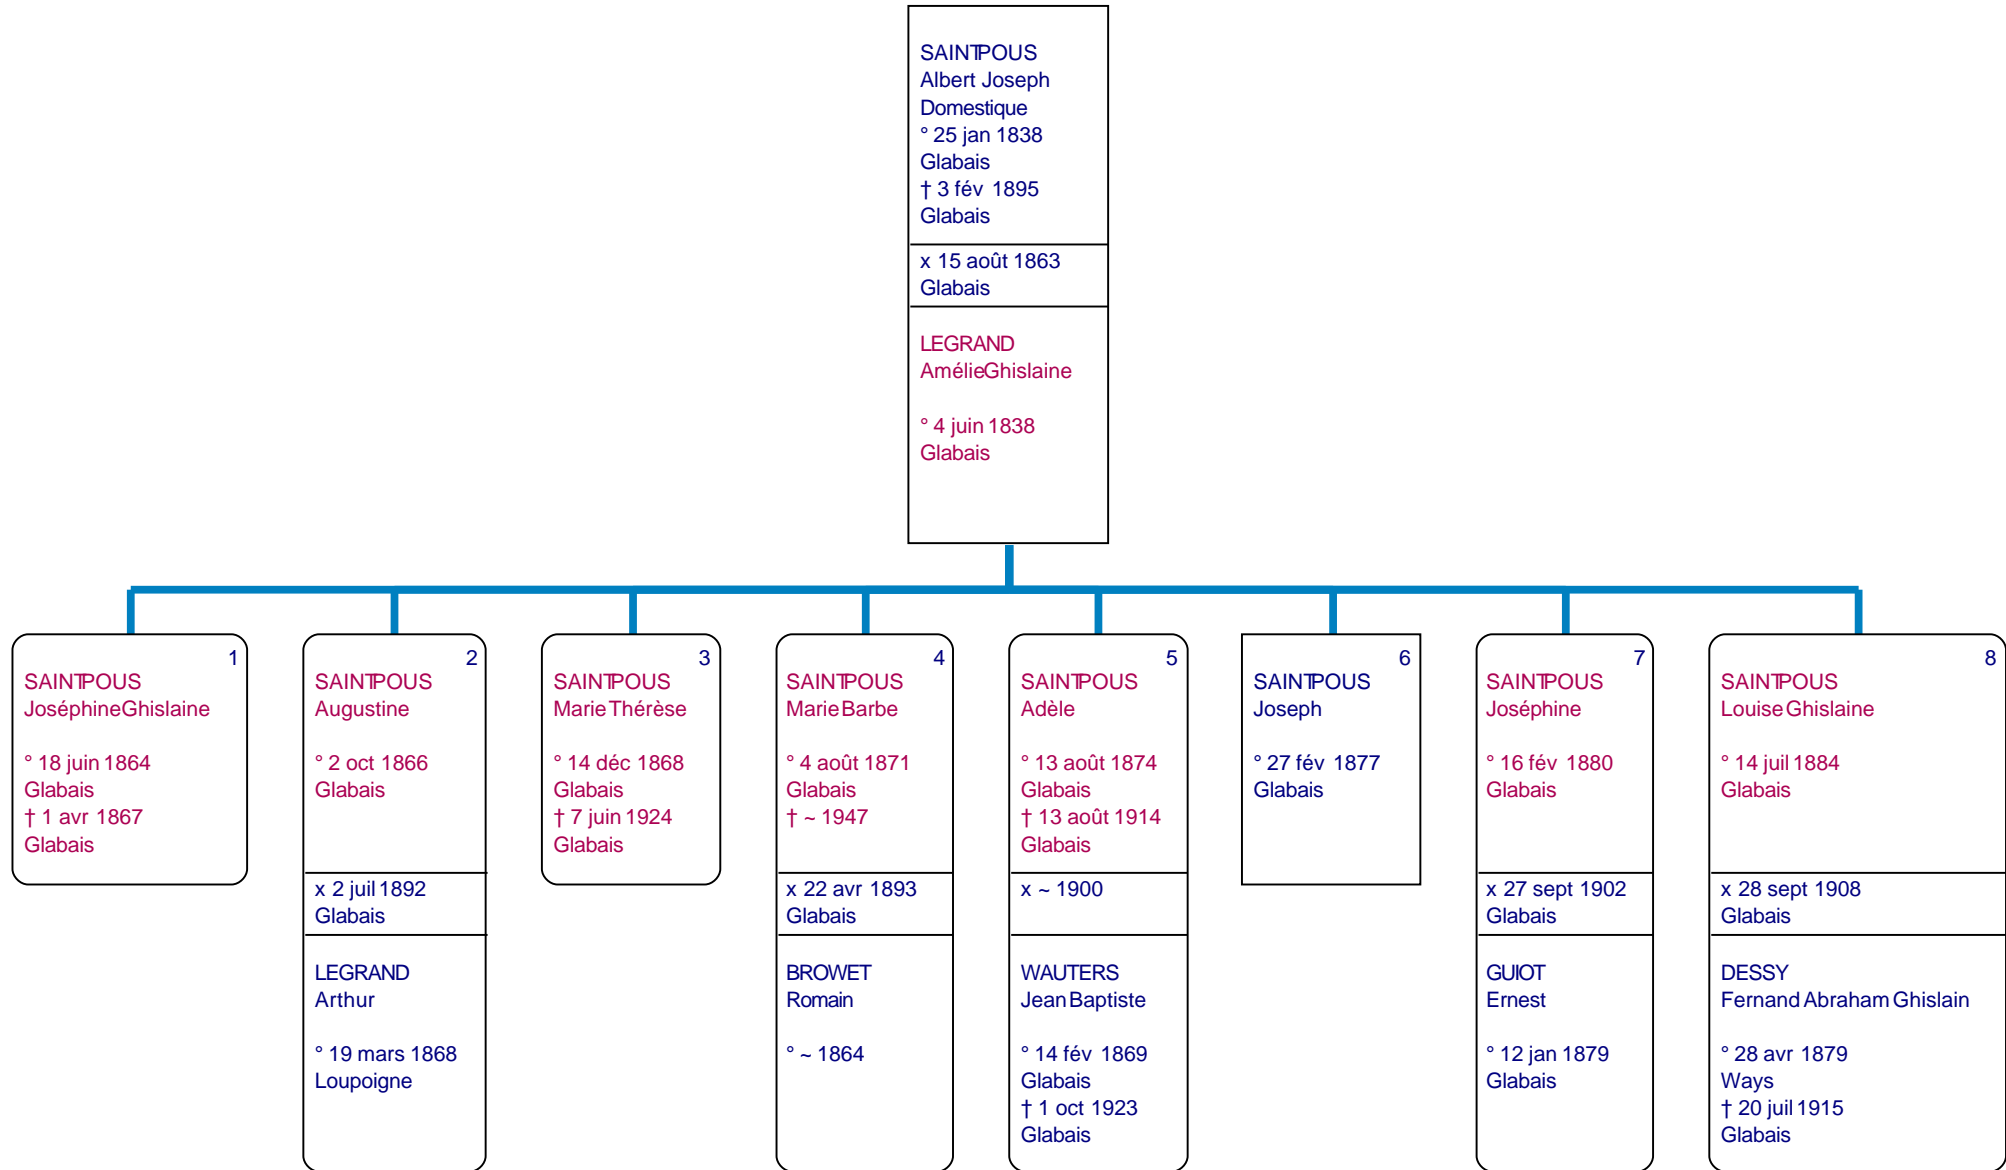 SAINTPOUS
Albert Joseph
Domestique
° 25 jan 1838
Glabais
† 3 fév 1895
Glabais
x 15 août 1863
Glabais
LEGRAND
Amélie Ghislaine
° 4 juin 1838
Glabais
1
SAINTPOUS
Joséphine Ghislaine
° 18 juin 1864
Glabais
† 1 avr 1867
Glabais
2
SAINTPOUS
Augustine
° 2 oct 1866
Glabais
x 2 juil 1892
Glabais
LEGRAND
Arthur
° 19 mars 1868
Loupoigne
3
SAINTPOUS
Marie Thérèse
° 14 déc 1868
Glabais
† 7 juin 1924
Glabais
4
SAINTPOUS
Marie Barbe
° 4 août 1871
Glabais
† ~ 1947
x 22 avr 1893
Glabais
BROWET
Romain
° ~ 1864
5
SAINTPOUS
Adèle
° 13 août 1874
Glabais
† 13 août 1914
Glabais
x ~ 1900
WAUTERS
Jean Baptiste
° 14 fév 1869
Glabais
† 1 oct 1923
Glabais
6
SAINTPOUS
Joseph
° 27 fév 1877
Glabais
7
SAINTPOUS
Joséphine
° 16 fév 1880
Glabais
x 27 sept 1902
Glabais
GUIOT
Ernest
° 12 jan 1879
Glabais
8
SAINTPOUS
Louise Ghislaine
° 14 juil 1884
Glabais
x 28 sept 1908
Glabais
DESSY
Fernand Abraham Ghislain
° 28 avr 1879
Ways
† 20 juil 1915
Glabais